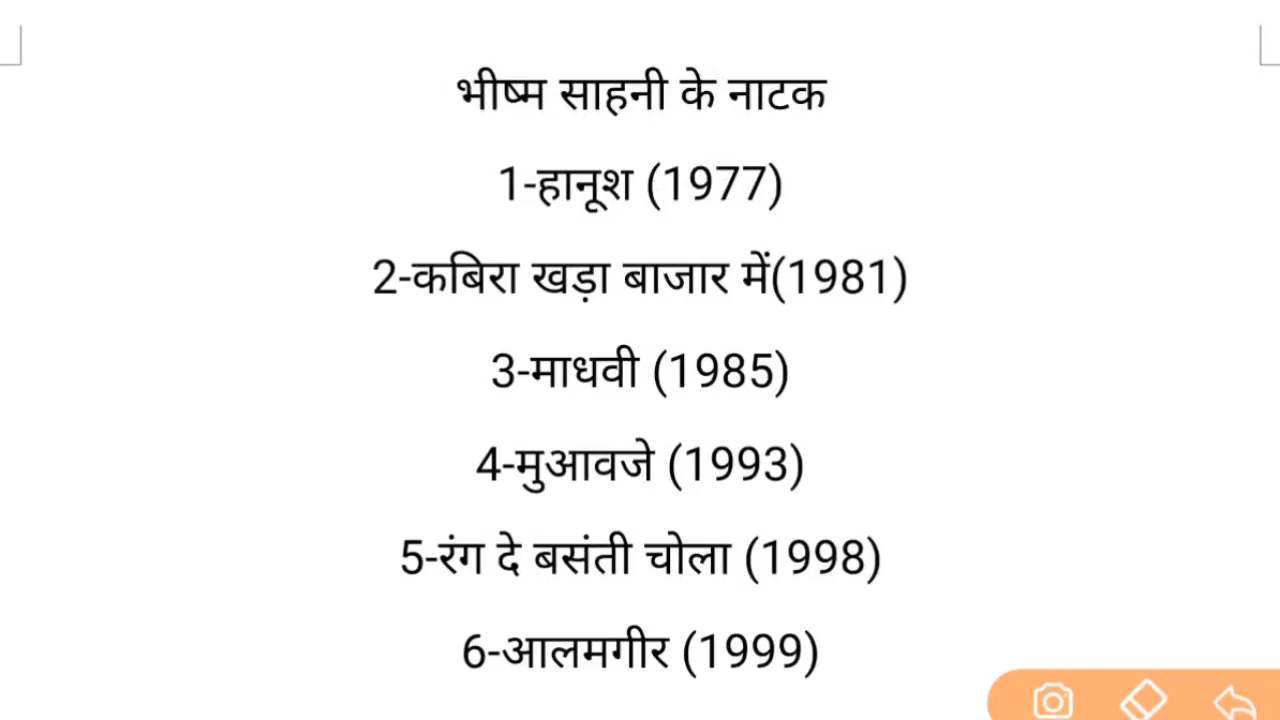 भीष्म साहनी के नाटक
1-हानूश (1977)
2-कबिरा खड़ा बाजार में(1981)
3-माधवी (1985)
4-मुआवजे (1993)
5-रंग दे बसंती चोला (1998)
6-आलमगीर (1999)